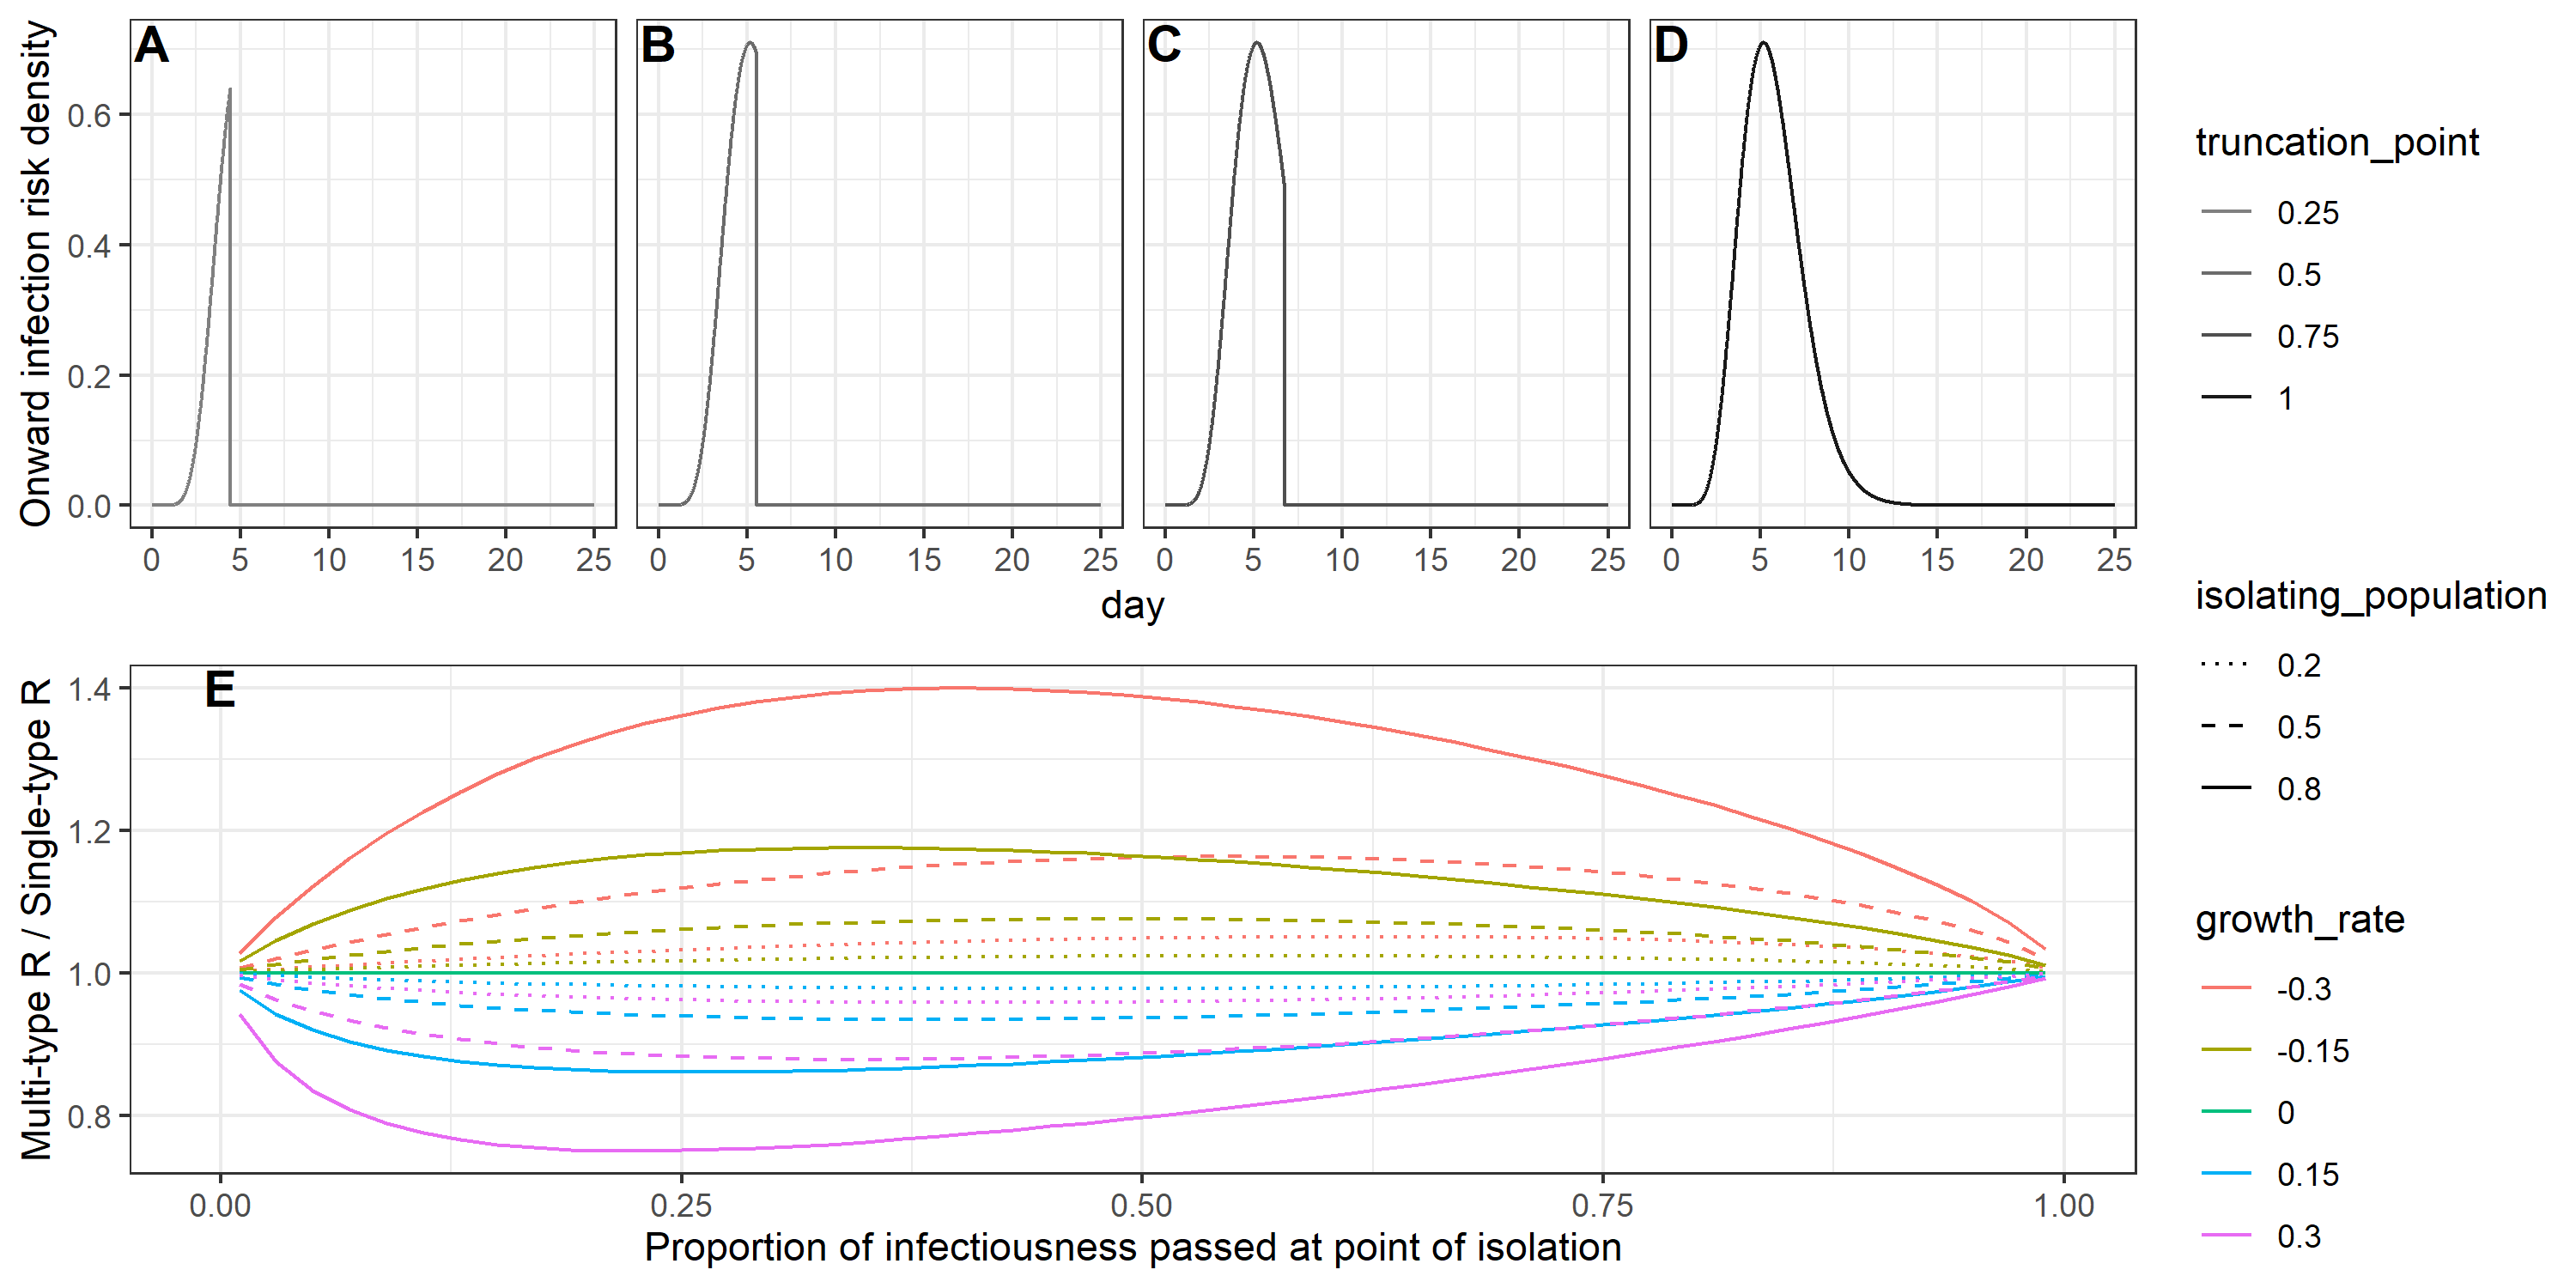 A B C D
Onward infection risk density
0.6
0.4
0.2
0.0
0 5 10 15 20 25 0 5 10 15 20 25 0 5 10 15 20 25 0 5 10 15 20 25
day
truncation_point
0.25
0.5
0.75
1
isolating_population
0.2
0.5
0.8
growth_rate
-0.3
-0.15
0
0.15
0.3
E
Multi-type R / Single-type R
1.4
1.2
1.0
0.8
0.00 0.25 0.50 0.75 1.00
Proportion of infectiousness passed at point of isolation